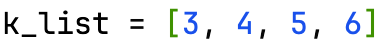 k_list = [3, 4, 5, 6]